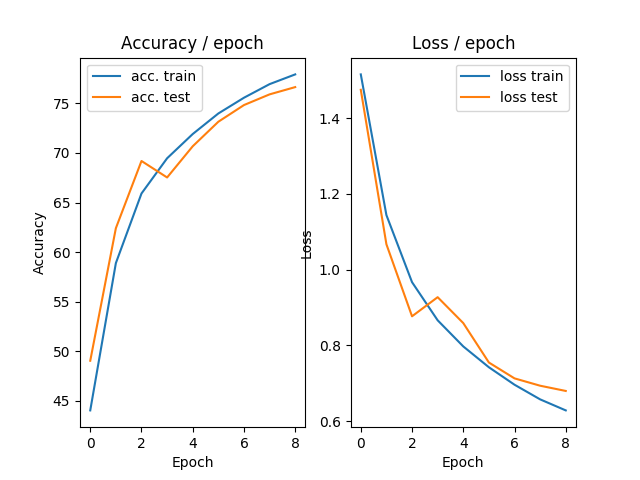 Accuracy / epoch
acc. train
acc. test
75
70
65
60
55
50
45
Accuracy
0
2
4
6
8
Epoch
Loss / epoch
loss train
loss test
1.4
1.2
1.0
0.8
0.6
Loss
0
2
4
6
8
Epoch